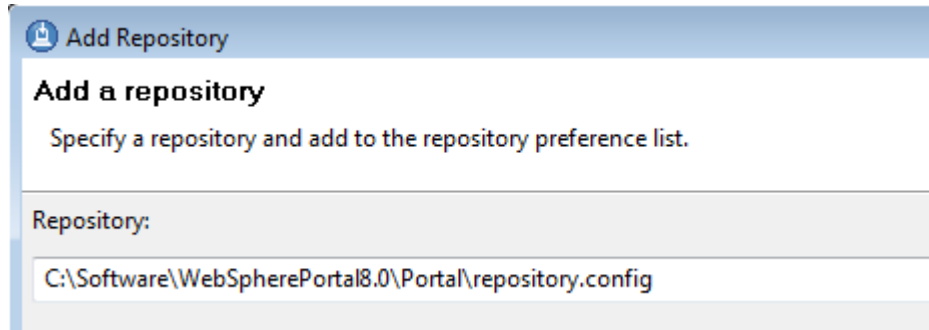 Add Repository
Add a repository
Specify a repository and add to the repository preference list.
Repository:
C:\Software\WebSpherePortal8.0\Portal\repository.config